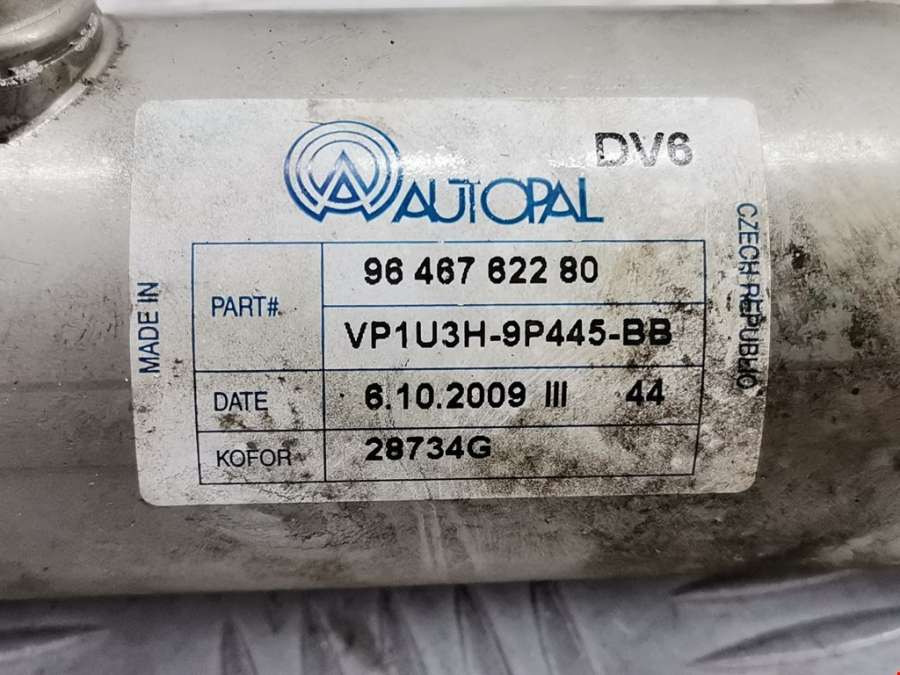 DV6
AUTOPAL
MADE IN
CZECH REPUBLIC
PART# 96 467 622 80
VP1U3H-9P445-BB
DATE 6.10.2009 III 44
KOFOR 28734G